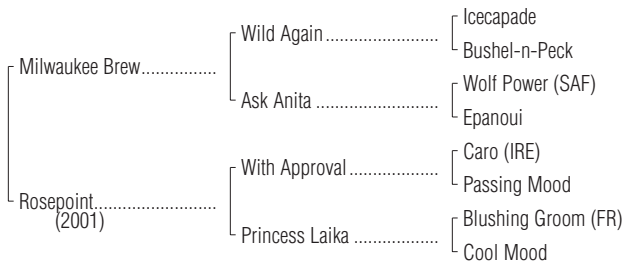 Icecapade
Wild Again
Bushel-n-Peck
Milwaukee Brew
Wolf Power (SAF)
Ask Anita
Epanoui
Caro (IRE)
With Approval
Passing Mood
Rosepoint
(2001)
Blushing Groom (FR)
Princess Laika
Cool Mood